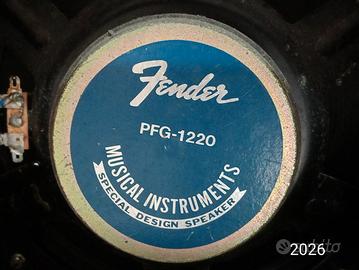 Fender
PFG-1220
MUSICAL INSTRUMENTS
SPECIAL DESIGN SPEAKER
2026